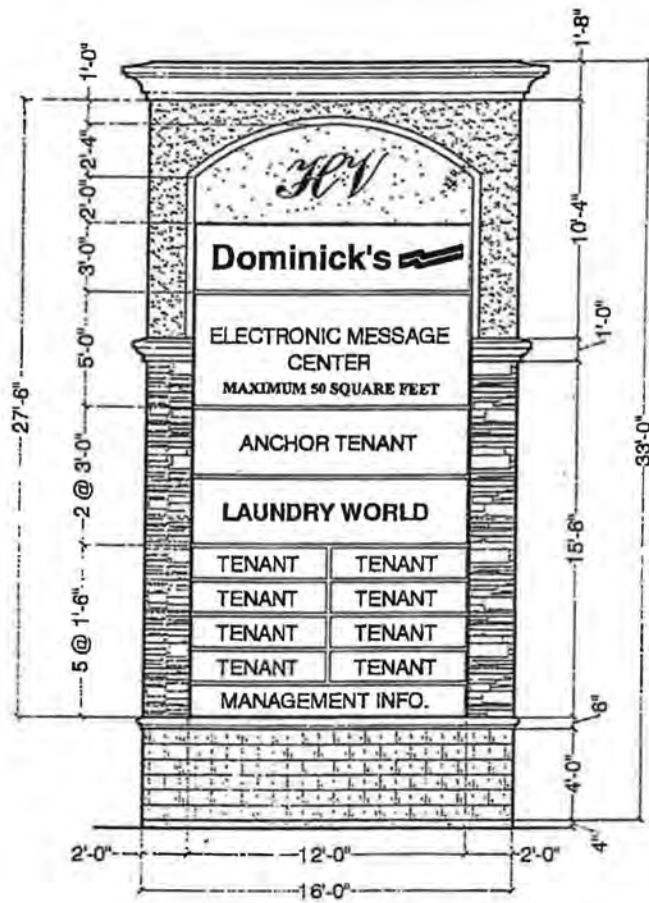 HV
Dominick's
ELECTRONIC MESSAGE
CENTER
MAXIMUM 50 SQUARE FEET
ANCHOR TENANT
LAUNDRY WORLD
TENANT TENANT
TENANT TENANT
TENANT TENANT
TENANT TENANT
MANAGEMENT INFO.
1'-0"
2'-4"
2'-0"
3'-0"
5'-0"
2 @ 3'-0"
5 @ 1'-6"
27'-6"
1'-8"
10'-4"
1'-0"
15'-6"
6"
4'-0"
4"
33'-0"
2'-0" 12'-0" 2'-0"
16'-0"